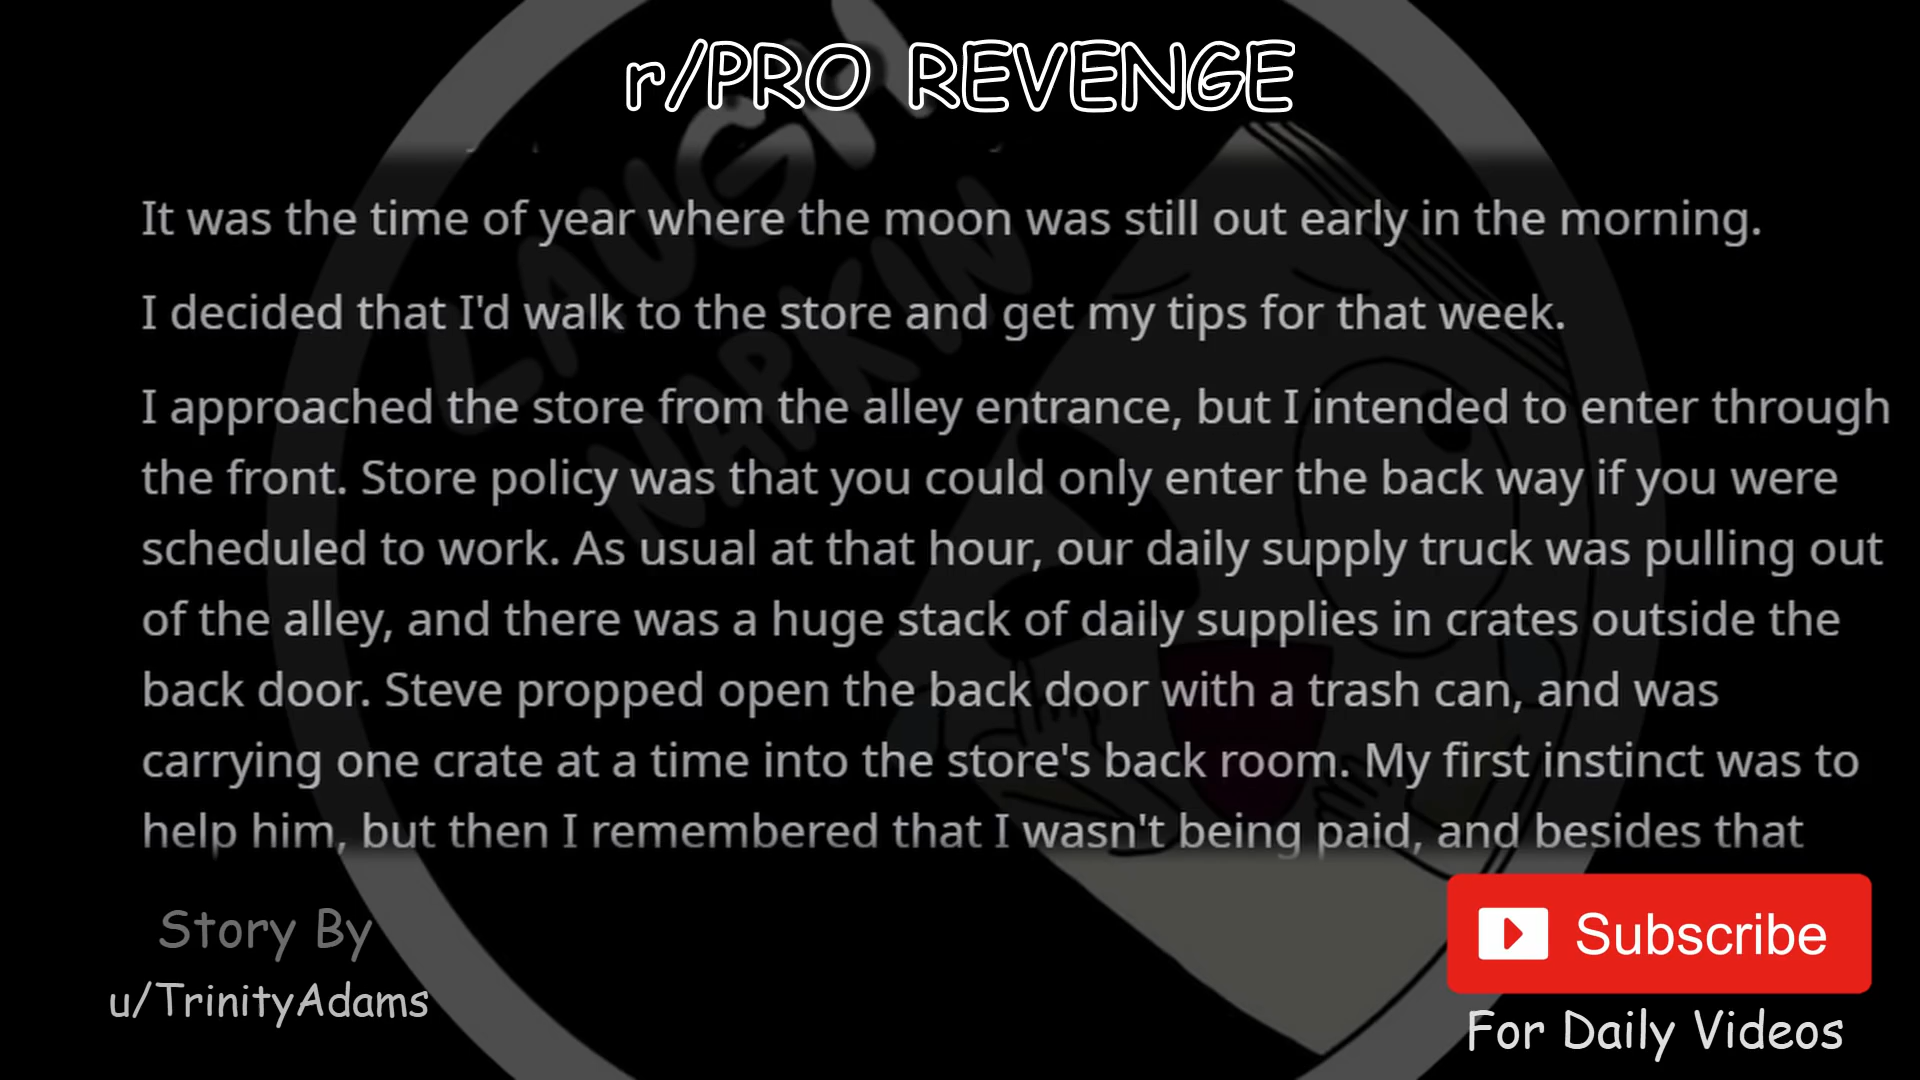 r/PRO REVENGE
LAUGH
NAPKIN
It was the time of year where the moon was still out early in the morning.
I decided that I'd walk to the store and get my tips for that week.
I approached the store from the alley entrance, but I intended to enter through
the front. Store policy was that you could only enter the back way if you were
scheduled to work. As usual at that hour, our daily supply truck was pulling out
of the alley, and there was a huge stack of daily supplies in crates outside the
back door. Steve propped open the back door with a trash can, and was
carrying one crate at a time into the store's back room. My first instinct was to
help him, but then I remembered that I wasn't being paid, and besides that
Story By
u/TrinityAdams
Subscribe
For Daily Videos